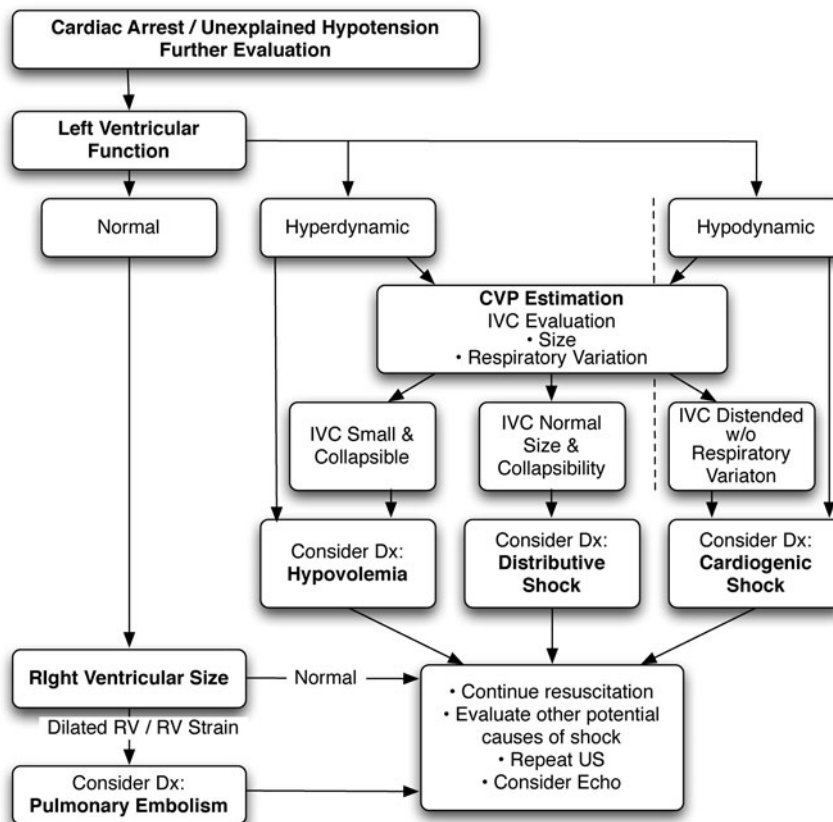 Cardiac Arrest / Unexplained Hypotension
Further Evaluation
Left Ventricular
Function
Normal
Hyperdynamic
Hypodynamic
CVP Estimation
IVC Evaluation
• Size
• Respiratory Variation
IVC Small &
Collapsible
IVC Normal
Size &
Collapsibility
IVC Distended
w/o
Respiratory
Variaton
Consider Dx:
Hypovolemia
Consider Dx:
Distributive
Shock
Consider Dx:
Cardiogenic
Shock
RIght Ventricular Size
Normal
Dilated RV / RV Strain
Consider Dx:
Pulmonary Embolism
• Continue resuscitation
• Evaluate other potential
causes of shock
• Repeat US
• Consider Echo